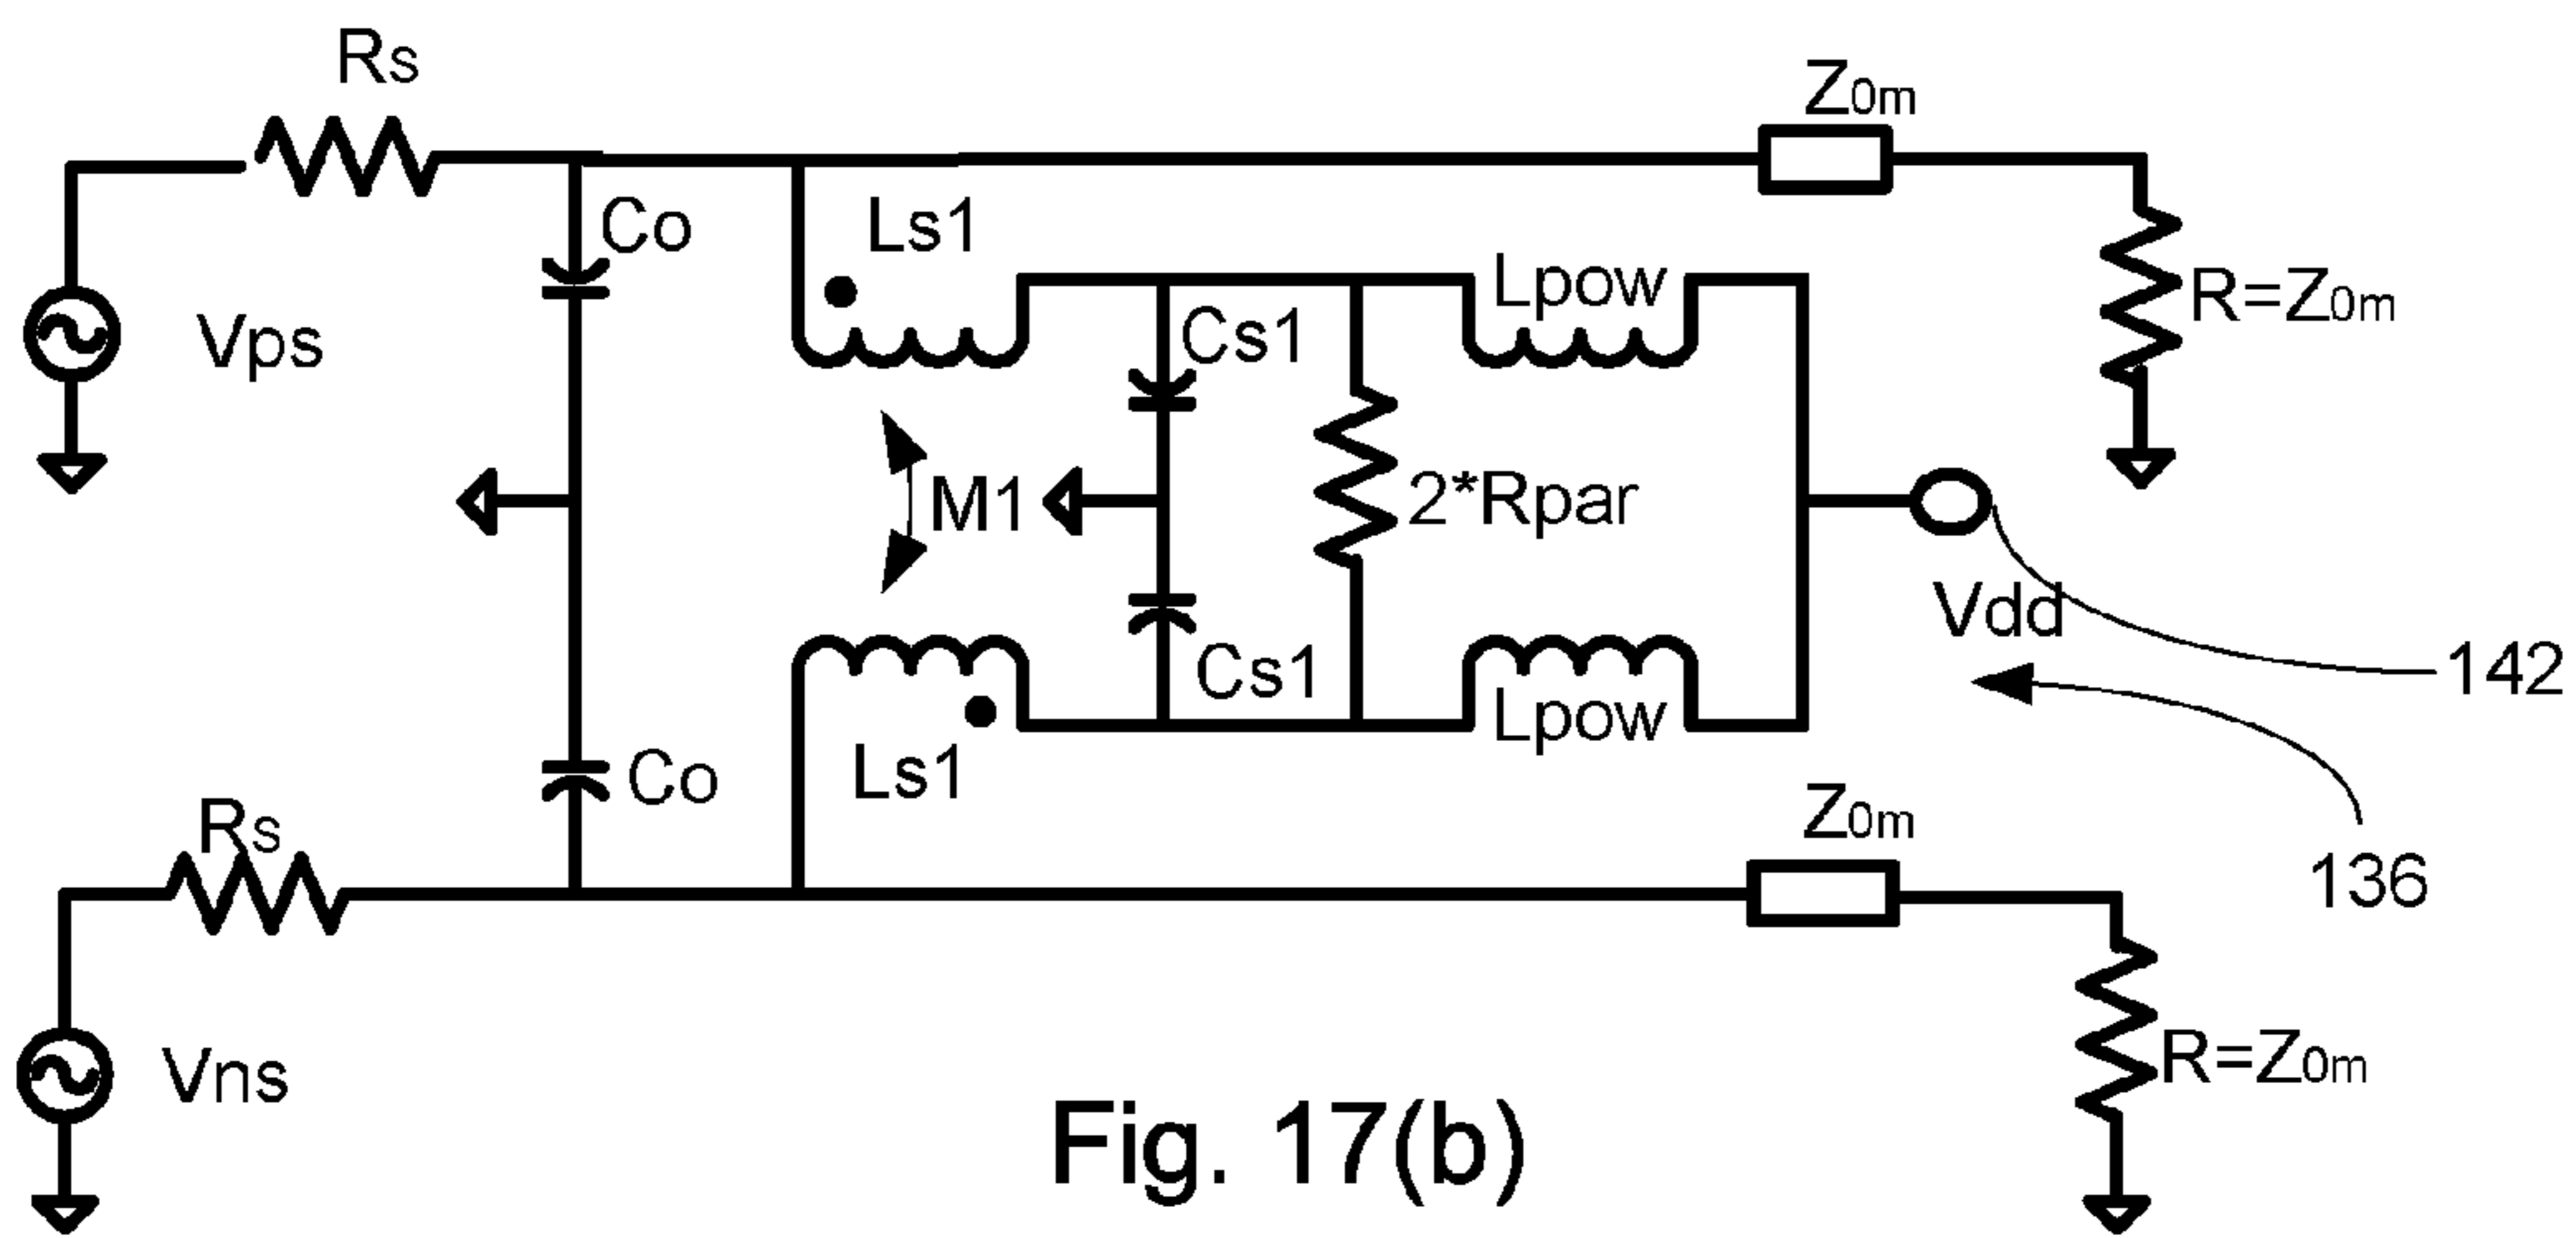 Rs
Z0m
Co
Ls1
Lpow
R=Z0m
Vps
Cs1
M1
2*Rpar
Vdd
142
Cs1
Lpow
Ls1
Co
Rs
Z0m
136
Vns
R=Z0m
Fig. 17(b)